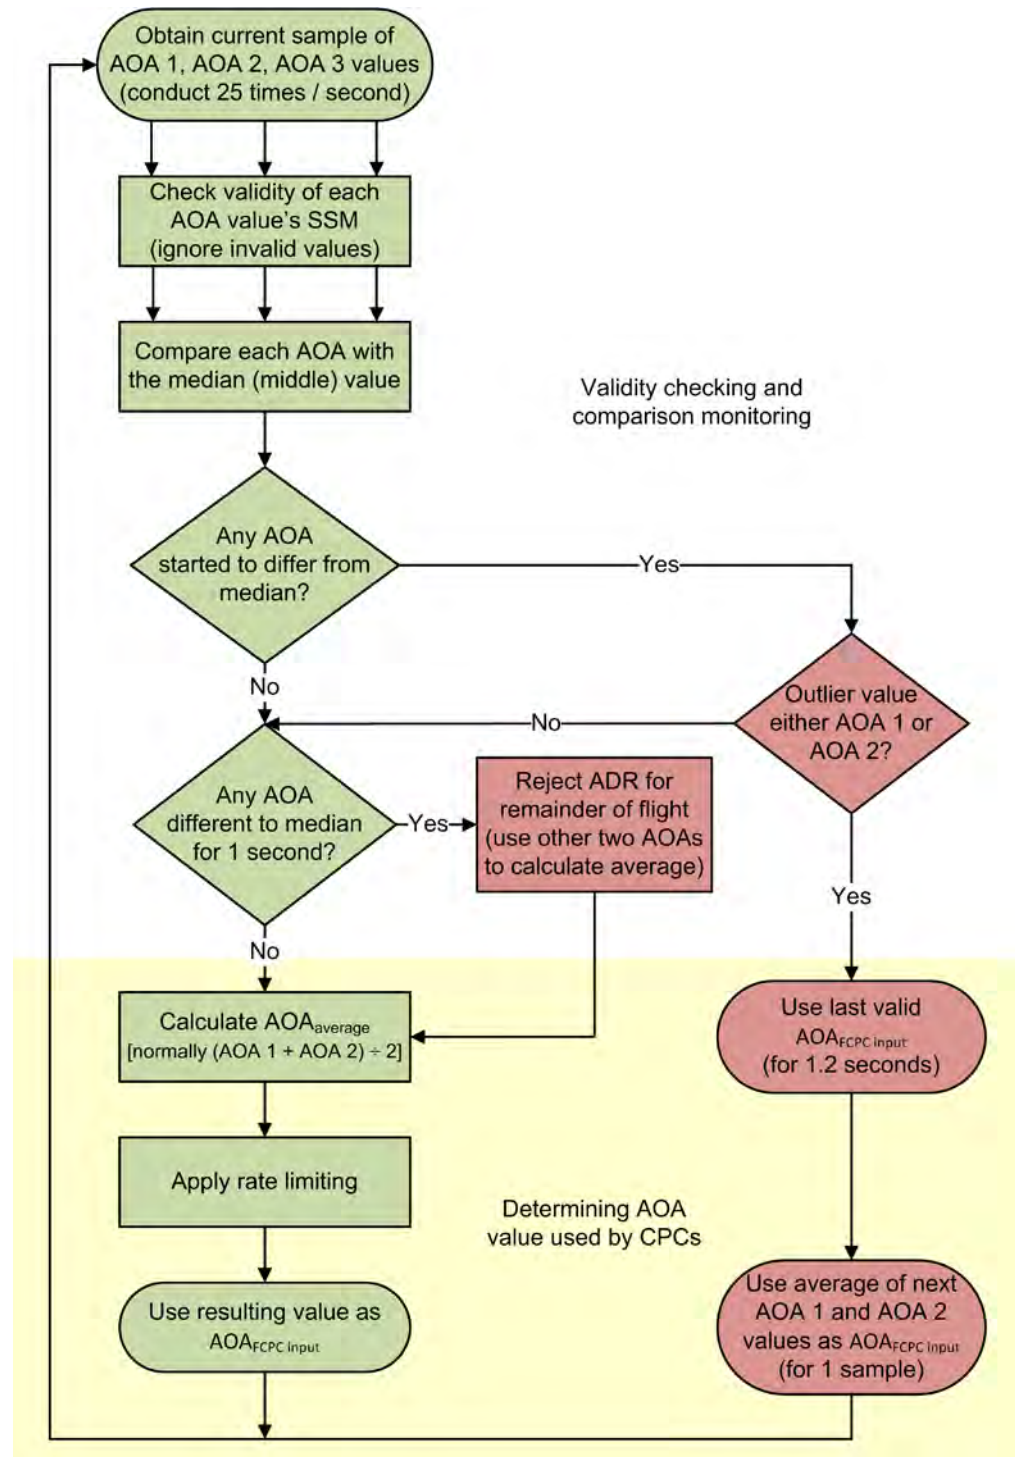 Obtain current sample of
AOA 1, AOA 2, AOA 3 values
(conduct 25 times / second)
Check validity of each
AOA value's SSM
(ignore invalid values)
Compare each AOA with
the median (middle) value
Validity checking and
comparison monitoring
Any AOA
started to differ from
median?
Yes
No
Outlier value
either AOA 1 or
AOA 2?
No
Any AOA
different to median
for 1 second?
Yes
Reject ADR for
remainder of flight
(use other two AOAs
to calculate average)
Yes
No
Calculate AOAaverage
[normally (AOA 1 + AOA 2) ÷ 2]
Use last valid
AOAFCPC input
(for 1.2 seconds)
Apply rate limiting
Determining AOA
value used by CPCs
Use resulting value as
AOAFCPC input
Use average of next
AOA 1 and AOA 2
values as AOAFCPC input
(for 1 sample)